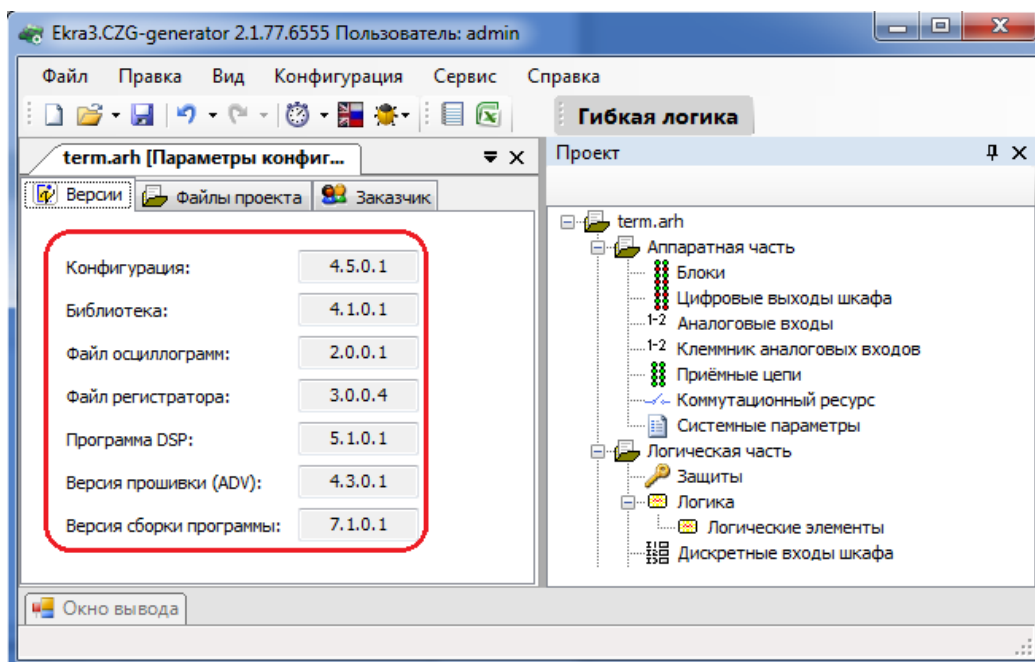 Ekra3.CZG-generator 2.1.77.6555 Пользователь: admin
Файл Правка Вид Конфигурация Сервис Справка
Гибкая логика
term.arh [Параметры конфиг...
Версии Файлы проекта Заказчик
Конфигурация: 4.5.0.1
Библиотека: 4.1.0.1
Файл осциллограмм: 2.0.0.1
Файл регистратора: 3.0.0.4
Программа DSP: 5.1.0.1
Версия прошивки (ADV): 4.3.0.1
Версия сборки программы: 7.1.0.1
Проект
term.arh
Аппаратная часть
Блоки
Цифровые выходы шкафа
1-2 Аналоговые входы
1-2 Клеммник аналоговых входов
Приёмные цепи
Коммутационный ресурс
Системные параметры
Логическая часть
Защиты
Логика
Логические элементы
Дискретные входы шкафа
Окно вывода